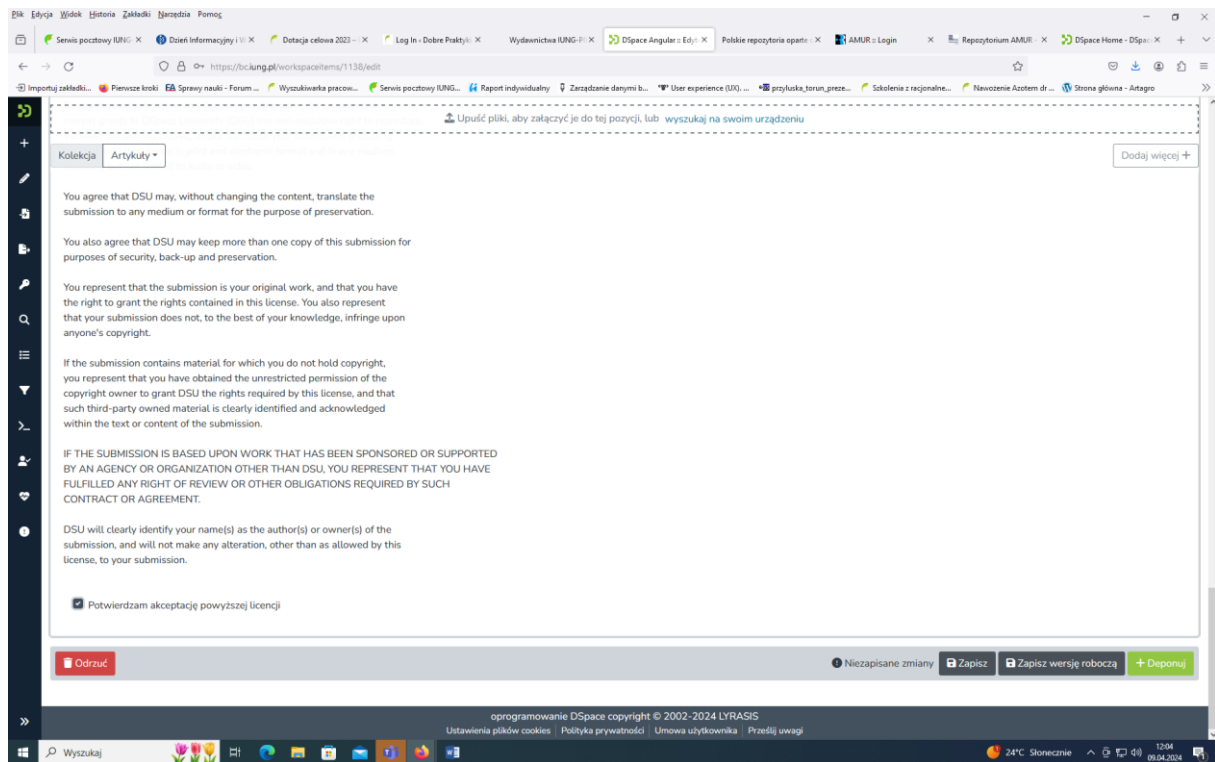 Plik Edycja Widok Historia Zakładki Narzędzia Pomoc
Serwis pocztowy IUNG- Dzień Informacyjny i W Dotacja celowa 2023 – Log In ‹ Dobre Praktyki Wydawnictwa IUNG-PI DSpace Angular :: Edyt Polskie repozytoria oparte AMUR :: Login Repozytorium AMUR - DSpace Home - DSpac
https://bc.iung.pl/workspaceitems/1138/edit
Importuj zakładki... Pierwsze kroki Sprawy nauki - Forum ... Wyszukiwarka pracow... Serwis pocztowy IUNG... Raport indywidualny Zarządzanie danymi b... User experience (UX). ... przyluska_torun_preze... Szkolenia z racjonalne... Nawożenie Azotem dr ... Strona główna - Artagro
Upuść pliki, aby załączyć je do tej pozycji, lub wyszukaj na swoim urządzeniu
Kolekcja Artykuły Dodaj więcej +
You agree that DSU may, without changing the content, translate the
submission to any medium or format for the purpose of preservation.
You also agree that DSU may keep more than one copy of this submission for
purposes of security, back-up and preservation.
You represent that the submission is your original work, and that you have
the right to grant the rights contained in this license. You also represent
that your submission does not, to the best of your knowledge, infringe upon
anyone's copyright.
If the submission contains material for which you do not hold copyright,
you represent that you have obtained the unrestricted permission of the
copyright owner to grant DSU the rights required by this license, and that
such third-party owned material is clearly identified and acknowledged
within the text or content of the submission.
IF THE SUBMISSION IS BASED UPON WORK THAT HAS BEEN SPONSORED OR SUPPORTED
BY AN AGENCY OR ORGANIZATION OTHER THAN DSU, YOU REPRESENT THAT YOU HAVE
FULFILLED ANY RIGHT OF REVIEW OR OTHER OBLIGATIONS REQUIRED BY SUCH
CONTRACT OR AGREEMENT.
DSU will clearly identify your name(s) as the author(s) or owner(s) of the
submission, and will not make any alteration, other than as allowed by this
license, to your submission.
Potwierdzam akceptację powyższej licencji
Odrzuć Niezapisane zmiany Zapisz Zapisz wersję roboczą + Deponuj
oprogramowanie DSpace copyright © 2002-2024 LYRASIS
Ustawienia plików cookies Polityka prywatności Umowa użytkownika Prześlij uwagi
Wyszukaj 24°C Słonecznie 12:04
09.04.2024